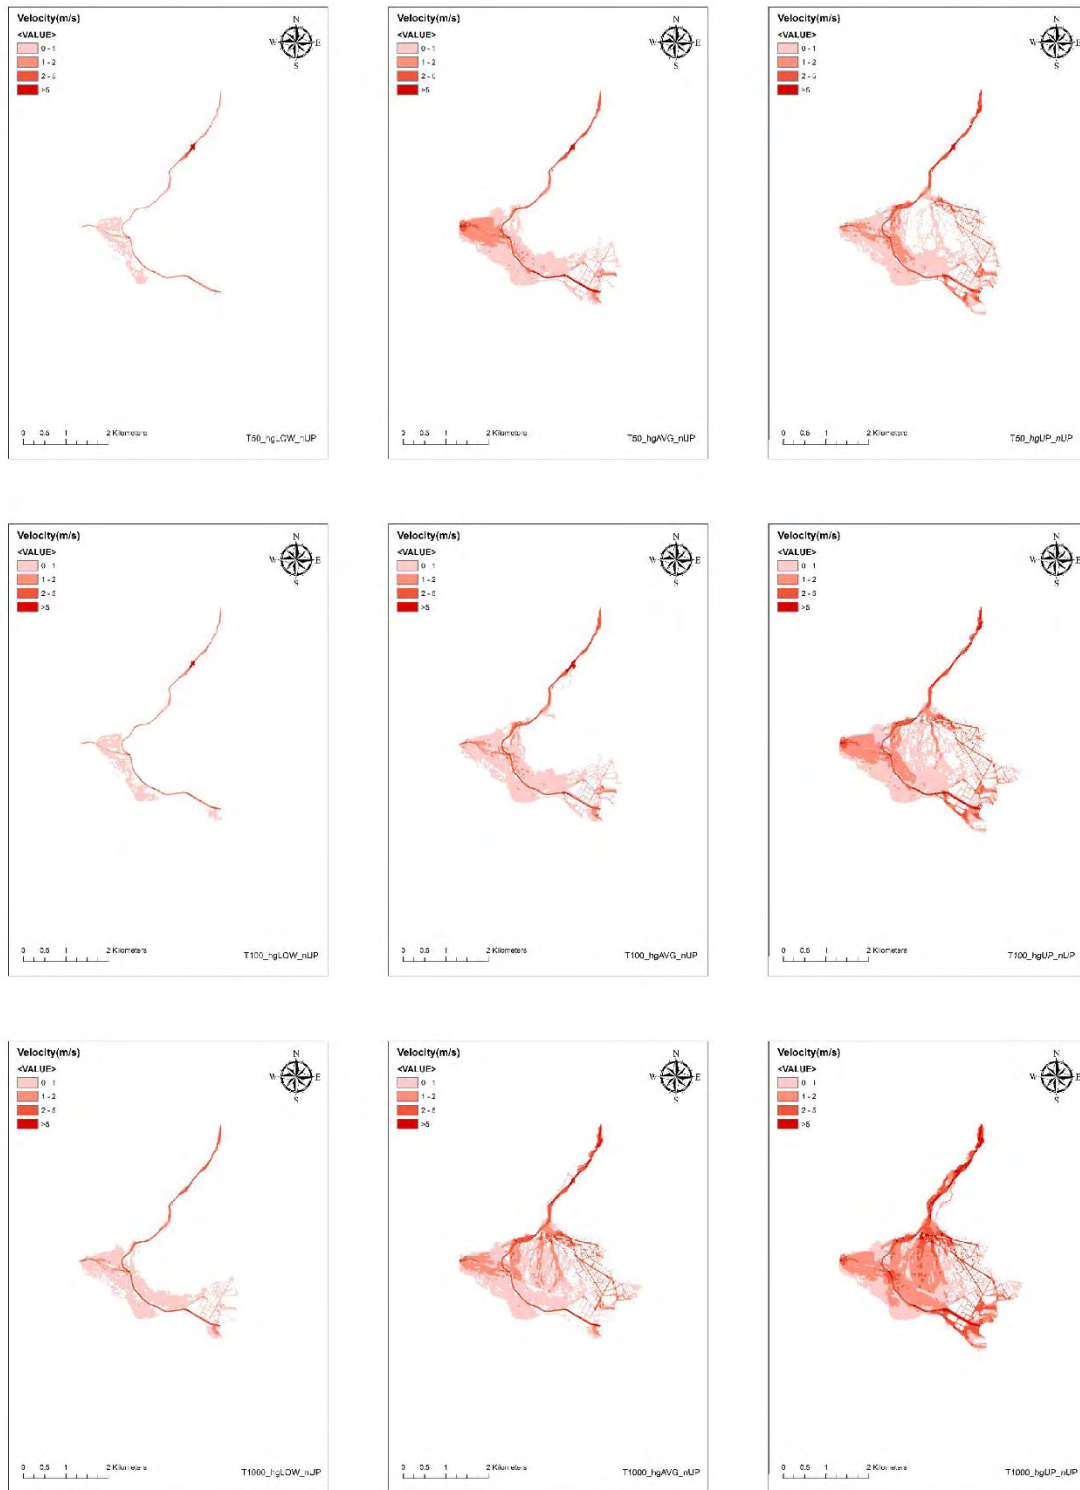 Velocity(m/s)
<VALUE>
0 - 1
1 - 2
2 - 5
>5
N
W E
S
0 0.5 1 2 Kilometers
T50_hgLOW_nUP
Velocity(m/s)
<VALUE>
0 - 1
1 - 2
2 - 5
>5
N
W E
S
0 0.5 1 2 Kilometers
T50_hgAVG_nUP
Velocity(m/s)
<VALUE>
0 - 1
1 - 2
2 - 5
>5
N
W E
S
0 0.5 1 2 Kilometers
T50_hgUP_nUP
Velocity(m/s)
<VALUE>
0 - 1
1 - 2
2 - 5
>5
N
W E
S
0 0.5 1 2 Kilometers
T100_hgLOW_nUP
Velocity(m/s)
<VALUE>
0 - 1
1 - 2
2 - 5
>5
N
W E
S
0 0.5 1 2 Kilometers
T100_hgAVG_nUP
Velocity(m/s)
<VALUE>
0 - 1
1 - 2
2 - 5
>5
N
W E
S
0 0.5 1 2 Kilometers
T100_hgUP_nUP
Velocity(m/s)
<VALUE>
0 - 1
1 - 2
2 - 5
>5
N
W E
S
0 0.5 1 2 Kilometers
T1000_hgLOW_nUP
Velocity(m/s)
<VALUE>
0 - 1
1 - 2
2 - 5
>5
N
W E
S
0 0.5 1 2 Kilometers
T1000_hgAVG_nUP
Velocity(m/s)
<VALUE>
0 - 1
1 - 2
2 - 5
>5
N
W E
S
0 0.5 1 2 Kilometers
T1000_hgUP_nUP